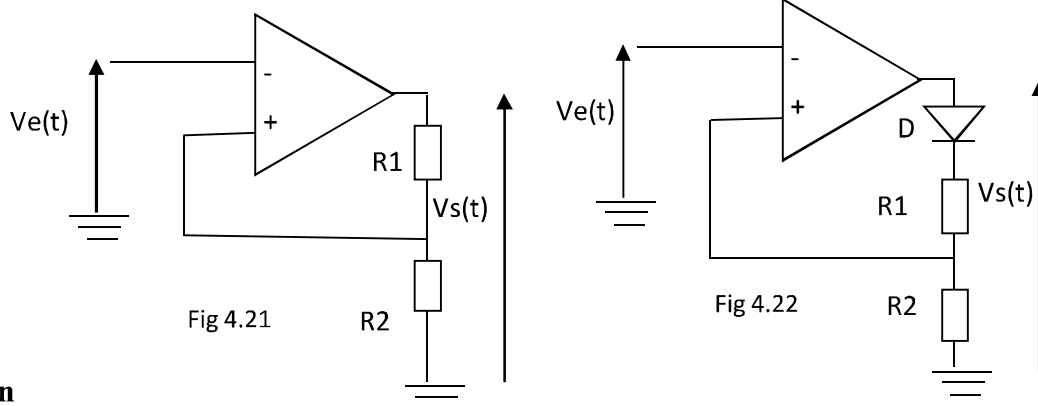 -
Ve(t)
+
R1
Vs(t)
R2
Fig 4.21
-
Ve(t)
+
D
R1
Vs(t)
R2
Fig 4.22
n